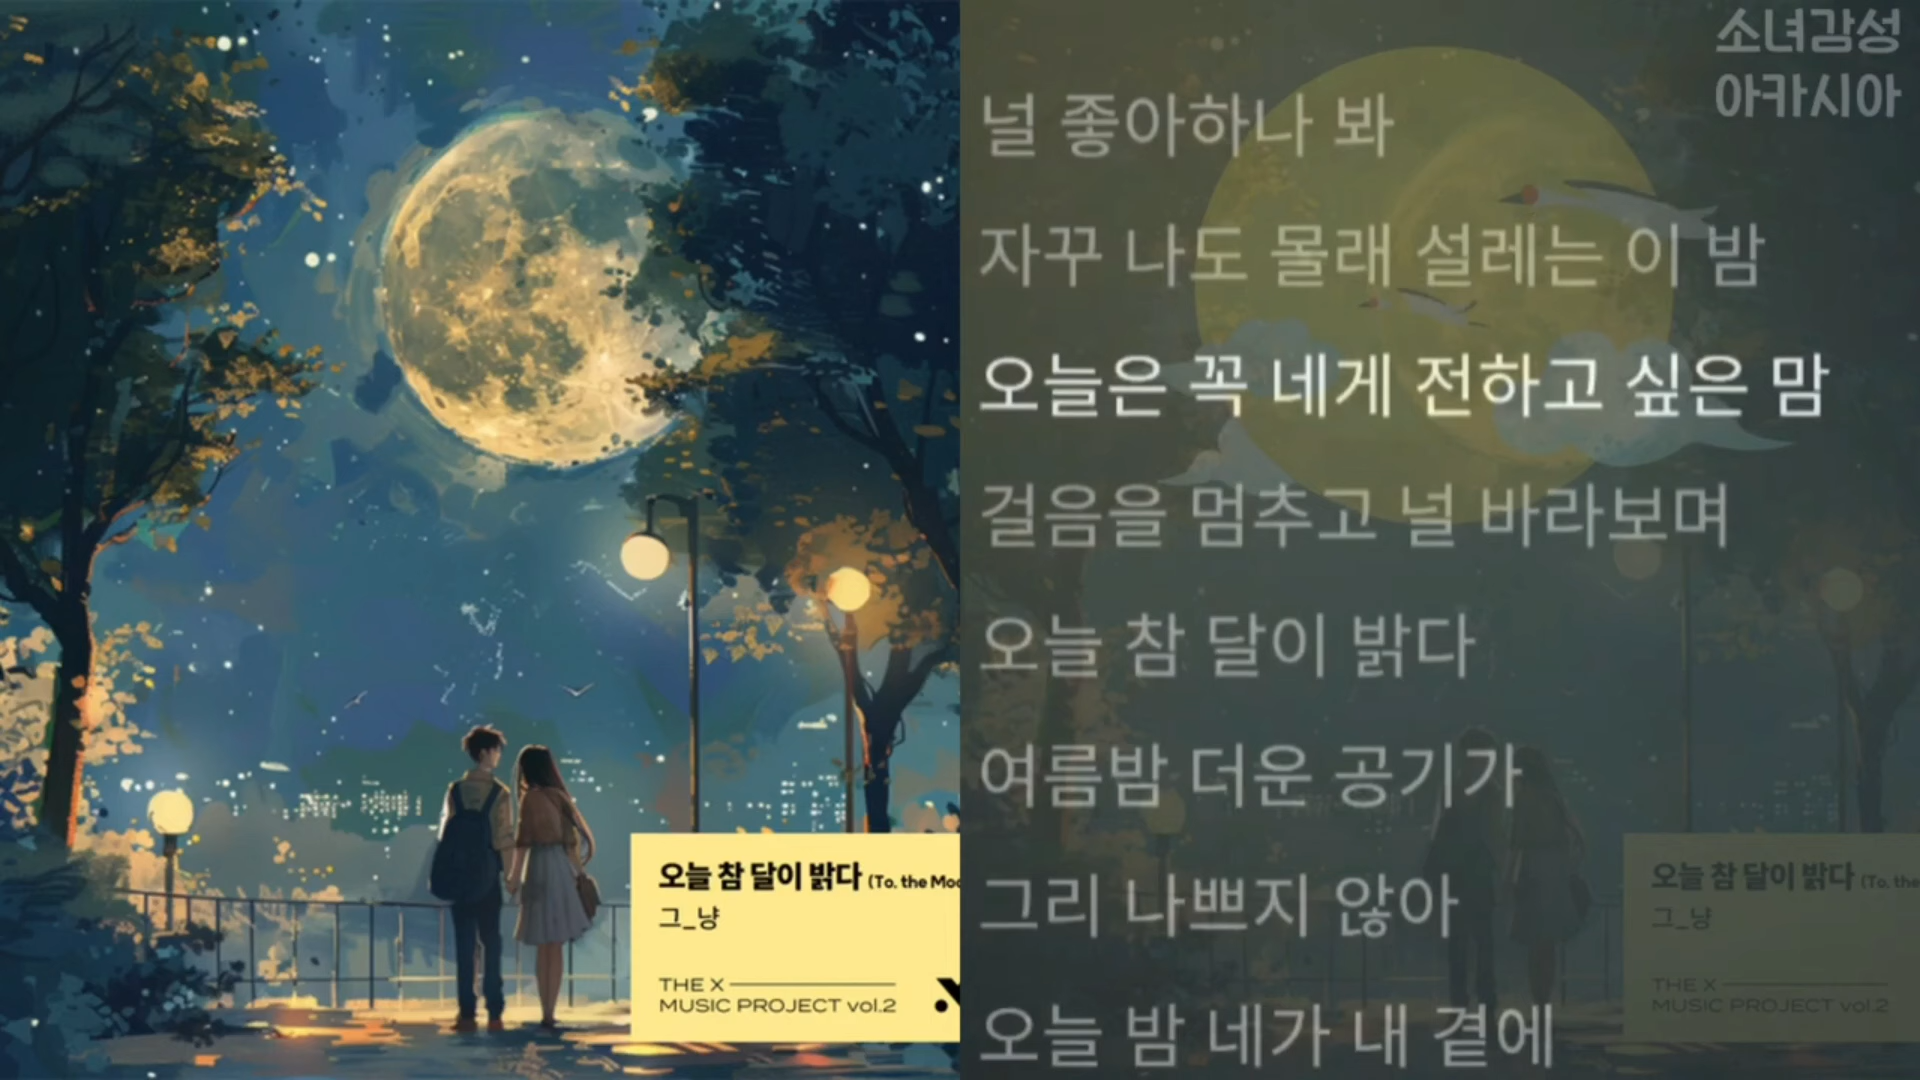 오늘 참 달이 밝다 (To. the Moo
그_냥
THE X
MUSIC PROJECT vol.2
소녀감성
아카시아
널 좋아하나 봐
자꾸 나도 몰래 설레는 이 밤
오늘은 꼭 네게 전하고 싶은 맘
걸음을 멈추고 널 바라보며
오늘 참 달이 밝다
여름밤 더운 공기가
그리 나쁘지 않아
오늘 밤 네가 내 곁에
오늘 참 달이 밝다 (To. the
그_냥
THE X
MUSIC PROJECT vol.2